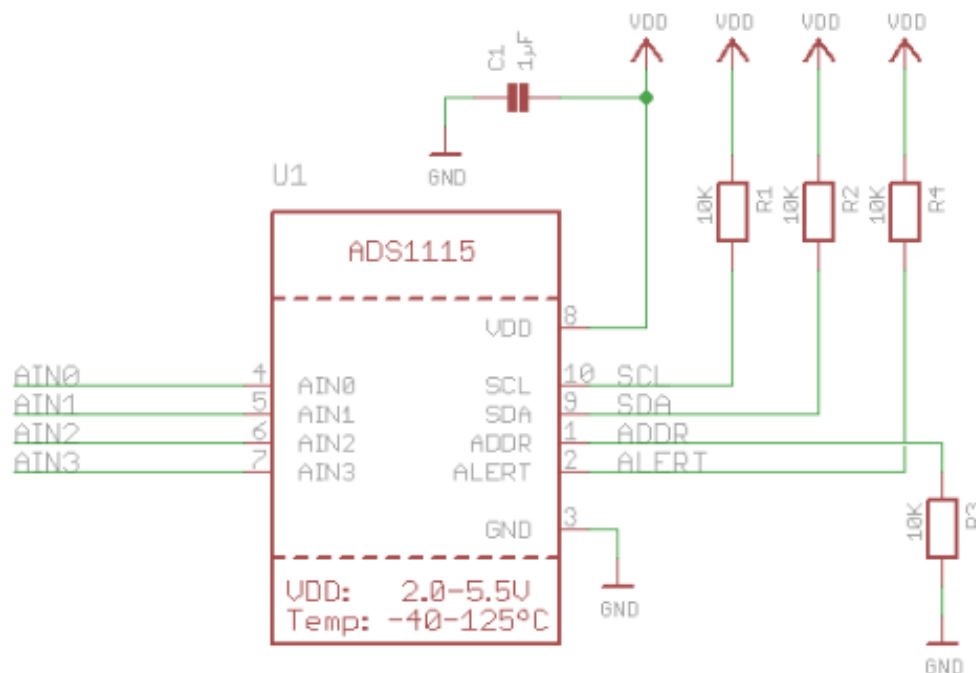 VDD
VDD
VDD
VDD
C1
1µF
GND
U1
10K
R1
10K
R2
10K
R4
ADS1115
8
VDD
AIN0
4
AIN0
SCL
10
SCL
AIN1
5
AIN1
SDA
9
SDA
AIN2
6
AIN2
ADDR
1
ADDR
AIN3
7
AIN3
ALERT
2
ALERT
10K
R3
GND
3
GND
VDD: 2.0-5.5V
Temp: -40-125°C
GND